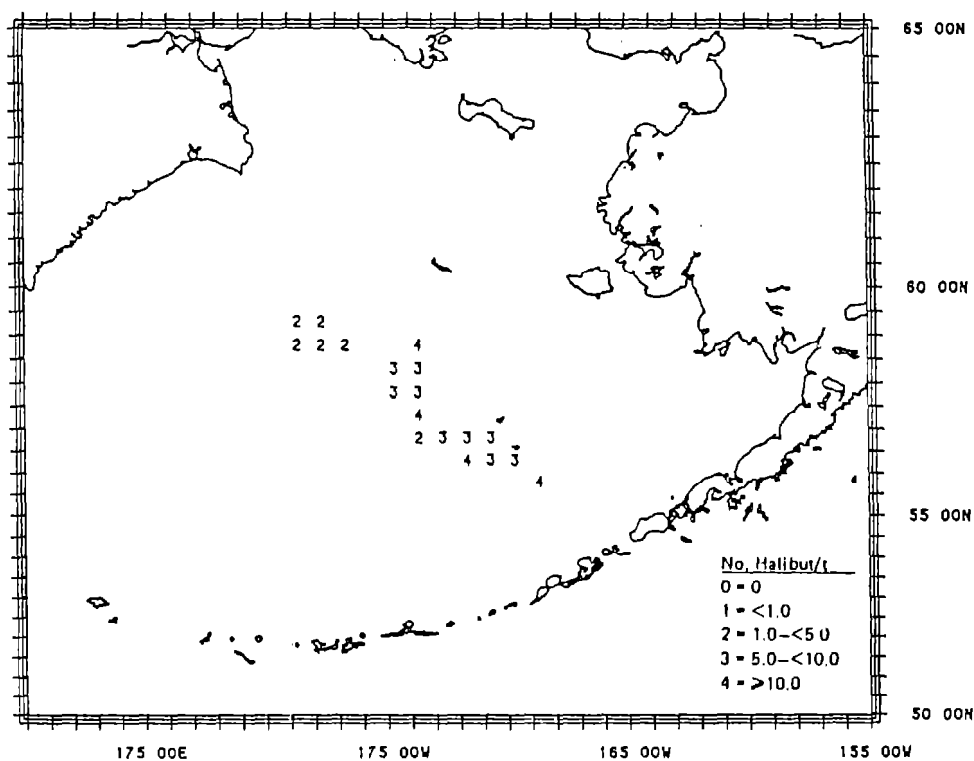 65 00N
60 00N
2 2
2 2 2 4
3 3
3 3
4
2 3 3 3
4 3 3
4
55 00N
No. Halibut/t
0 = 0
1 = <1.0
2 = 1.0-<5.0
3 = 5.0-<10.0
4 = ⩾10.0
50 00N
175 00E 175 00W 165 00W 155 00W